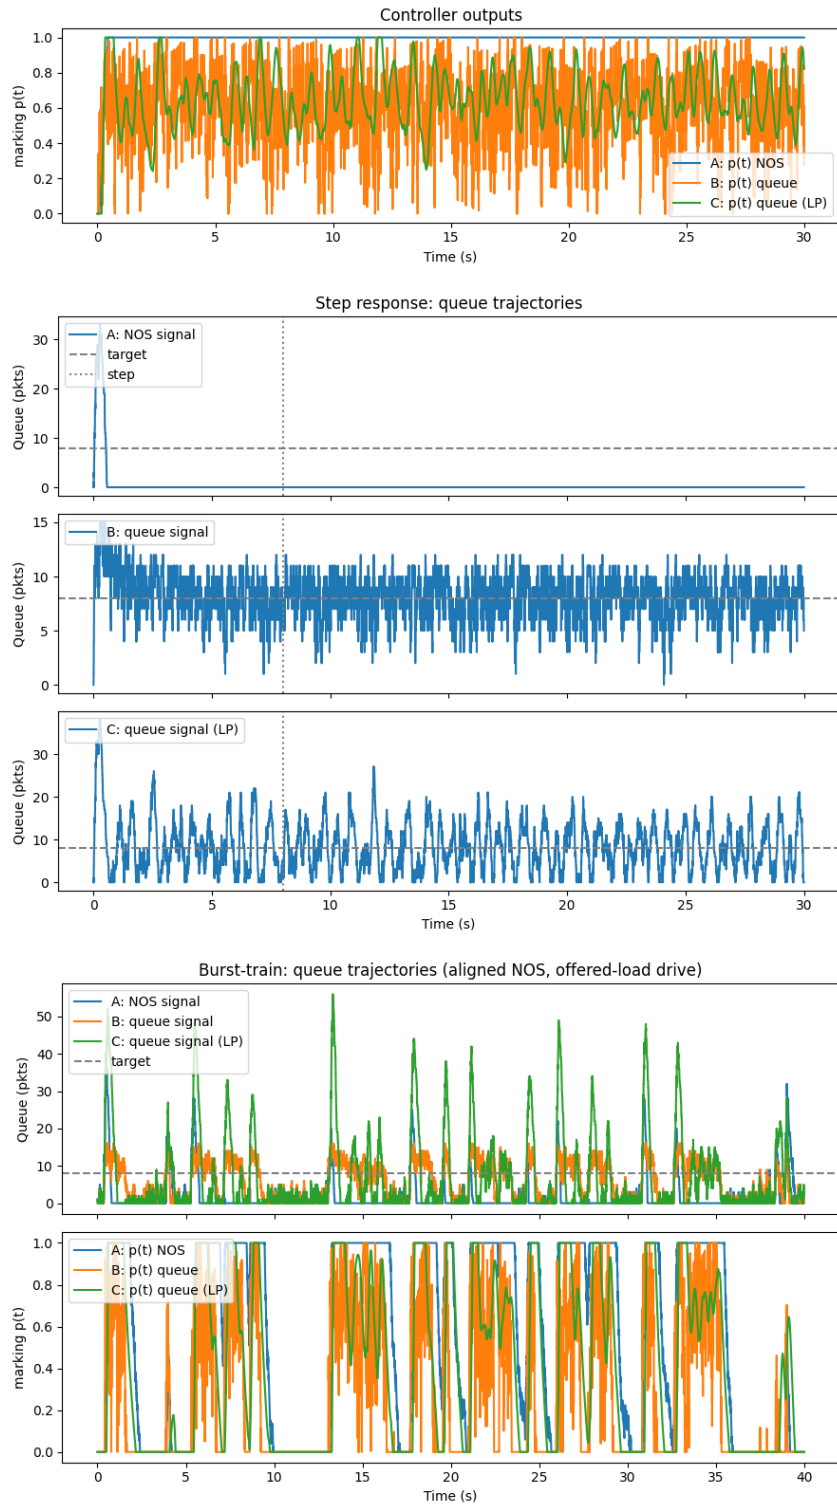 Controller outputs
marking p(t)
1.0
0.8
0.6
0.4
0.2
0.0
A: p(t) NOS
B: p(t) queue
C: p(t) queue (LP)
0 5 10 15 20 25 30
Time (s)
Step response: queue trajectories
Queue (pkts)
30
20
10
0
A: NOS signal
target
step
Queue (pkts)
15
10
5
0
B: queue signal
Queue (pkts)
30
20
10
0
C: queue signal (LP)
0 5 10 15 20 25 30
Time (s)
Burst-train: queue trajectories (aligned NOS, offered-load drive)
Queue (pkts)
50
40
30
20
10
0
A: NOS signal
B: queue signal
C: queue signal (LP)
target
marking p(t)
1.0
0.8
0.6
0.4
0.2
0.0
A: p(t) NOS
B: p(t) queue
C: p(t) queue (LP)
0 5 10 15 20 25 30 35 40
Time (s)